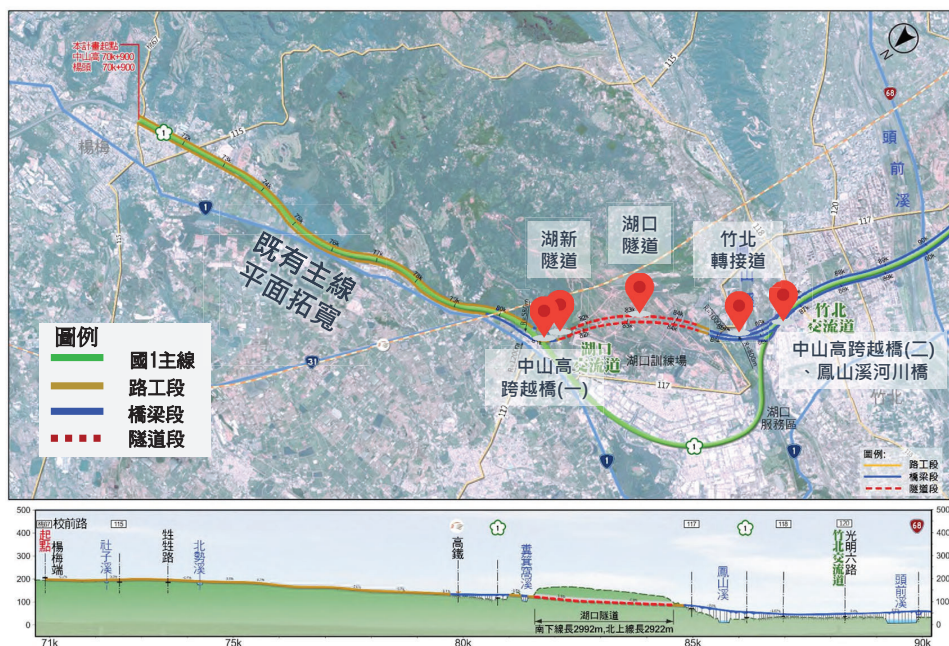 本計畫起點
中山高 70k+900
楊頭 70k+900
115
N
68
頭前溪
楊梅
1
115
1
120
117
既有主線
平面拓寬
湖新
隧道
湖口
隧道
竹北
轉接道
竹北
交流道
圖例
國1主線
路工段
橋梁段
隧道段
31
中山高
跨越橋(一)
湖口
交流道
湖口訓練場
117
中山高跨越橋(二)
、鳳山溪河川橋
竹北
湖口
服務區
1
1
1
圖例:
路工段
橋梁段
隧道段
500
400
300
200
100
0
校前路
起點
楊梅端
社子溪
115
甡甡路
北勢溪
高鐵
1
糞箕窩溪
湖口隧道
南下線長2992m,北上線長2922m
117
鳳山溪
1
118
120
竹北交流道
光明六路
68
頭前溪
500
400
300
200
100
0
71k
75k
80k
85k
90k